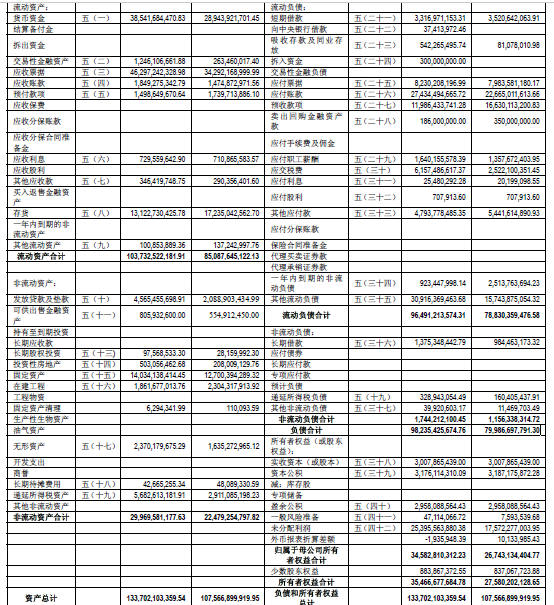 流动资产： 流动负债：
货币资金 五（一） 38,541,684,470.83 28,943,921,701.45 短期借款 五（二十一） 3,316,971,153.31 3,520,642,063.91
结算备付金 向中央银行借款 五（二十二） 37,413,972.46
拆出资金 吸收存款及同业存放 五（二十三） 542,265,495.74 81,078,010.98
交易性金融资产 五（二） 1,246,106,661.88 263,460,017.40 拆入资金 五（二十四） 300,000,000.00
应收票据 五（三） 46,297,242,328.98 34,292,168,999.99 交易性金融负债
应收账款 五（四） 1,849,275,342.79 1,474,872,971.56 应付票据 五（二十五） 8,230,208,196.99 7,983,581,180.17
预付款项 五（五） 1,498,649,670.64 1,739,713,886.10 应付账款 五（二十六） 27,434,494,665.72 22,665,011,613.66
应收保费 预收款项 五（二十七） 11,986,433,741.28 16,630,113,200.83
应收分保账款 卖出回购金融资产款 五（二十八） 186,000,000.00 350,000,000.00
应收分保合同准备金 应付手续费及佣金
应收利息 五（六） 729,559,642.90 710,865,583.57 应付职工薪酬 五（二十九） 1,640,155,578.39 1,357,672,403.95
应收股利 应交税费 五（三十） 6,157,486,617.37 2,522,100,351.45
其他应收款 五（七） 346,419,748.75 290,356,401.60 应付利息 五（三十一） 25,480,292.28 20,199,098.55
买入返售金融资产 应付股利 五（三十二） 707,913.60 707,913.60
存货 五（八） 13,122,730,425.78 17,235,042,562.70 其他应付款 五（三十三） 4,793,778,485.35 5,441,614,890.93
一年内到期的非流动资产 应付分保账款
其他流动资产 五（九） 100,853,889.36 137,242,997.76 保险合同准备金
流动资产合计 103,732,522,181.91 85,087,645,122.13 代理买卖证券款
代理承销证券款
非流动资产： 一年内到期的非流动负债 五（三十四） 923,447,998.14 2,513,763,694.23
发放贷款及垫款 五（十） 4,565,455,698.91 2,088,903,434.99 其他流动负债 五（三十五） 30,916,369,463.68 15,743,875,054.32
可供出售金融资产 五（十一） 805,932,600.00 554,912,450.00 流动负债合计 96,491,213,574.31 78,830,359,476.58
持有至到期投资 非流动负债：
长期应收款 长期借款 五（三十六） 1,375,348,442.79 984,463,173.32
长期股权投资 五（十三） 97,568,533.30 28,159,992.30 应付债券
投资性房地产 五（十四） 503,056,462.68 208,009,129.76 长期应付款
固定资产 五（十五） 14,034,138,414.45 12,700,394,289.32 专项应付款
在建工程 五（十六） 1,861,677,013.76 2,304,317,913.92 预计负债
工程物资 递延所得税负债 五（十九） 328,943,054.49 160,405,437.91
固定资产清理 6,294,341.99 110,093.59 其他非流动负债 五（三十七） 39,920,603.17 11,469,703.49
生产性生物资产 非流动负债合计 1,744,212,100.45 1,156,338,314.72
油气资产 负债合计 98,235,425,674.76 79,986,697,791.30
无形资产 五（十七） 2,370,179,675.29 1,635,272,965.12 所有者权益（或股东权益）：
开发支出 实收资本（或股本） 五（三十八） 3,007,865,439.00 3,007,865,439.00
商誉 资本公积 五（三十九） 3,176,114,310.09 3,187,175,872.28
长期待摊费用 五（十八） 42,665,255.34 48,089,330.59 减：库存股
递延所得税资产 五（十九） 5,682,613,181.91 2,911,085,198.23 专项储备
其他非流动资产 盈余公积 五（四十） 2,958,088,564.43 2,958,088,564.43
非流动资产合计 29,969,581,177.63 22,479,254,797.82 一般风险准备 五（四十一） 47,114,066.72 7,593,539.68
未分配利润 五（四十二） 25,395,563,880.38 17,572,277,003.95
外币报表折算差额 -1,935,948.39 10,133,985.43
归属于母公司所有者权益合计 34,582,810,312.23 26,743,134,404.77
少数股东权益 883,867,372.55 837,067,723.88
所有者权益合计 35,466,677,684.78 27,580,202,128.65
资产总计 133,702,103,359.54 107,566,899,919.95 负债和所有者权益总计 133,702,103,359.54 107,566,899,919.95